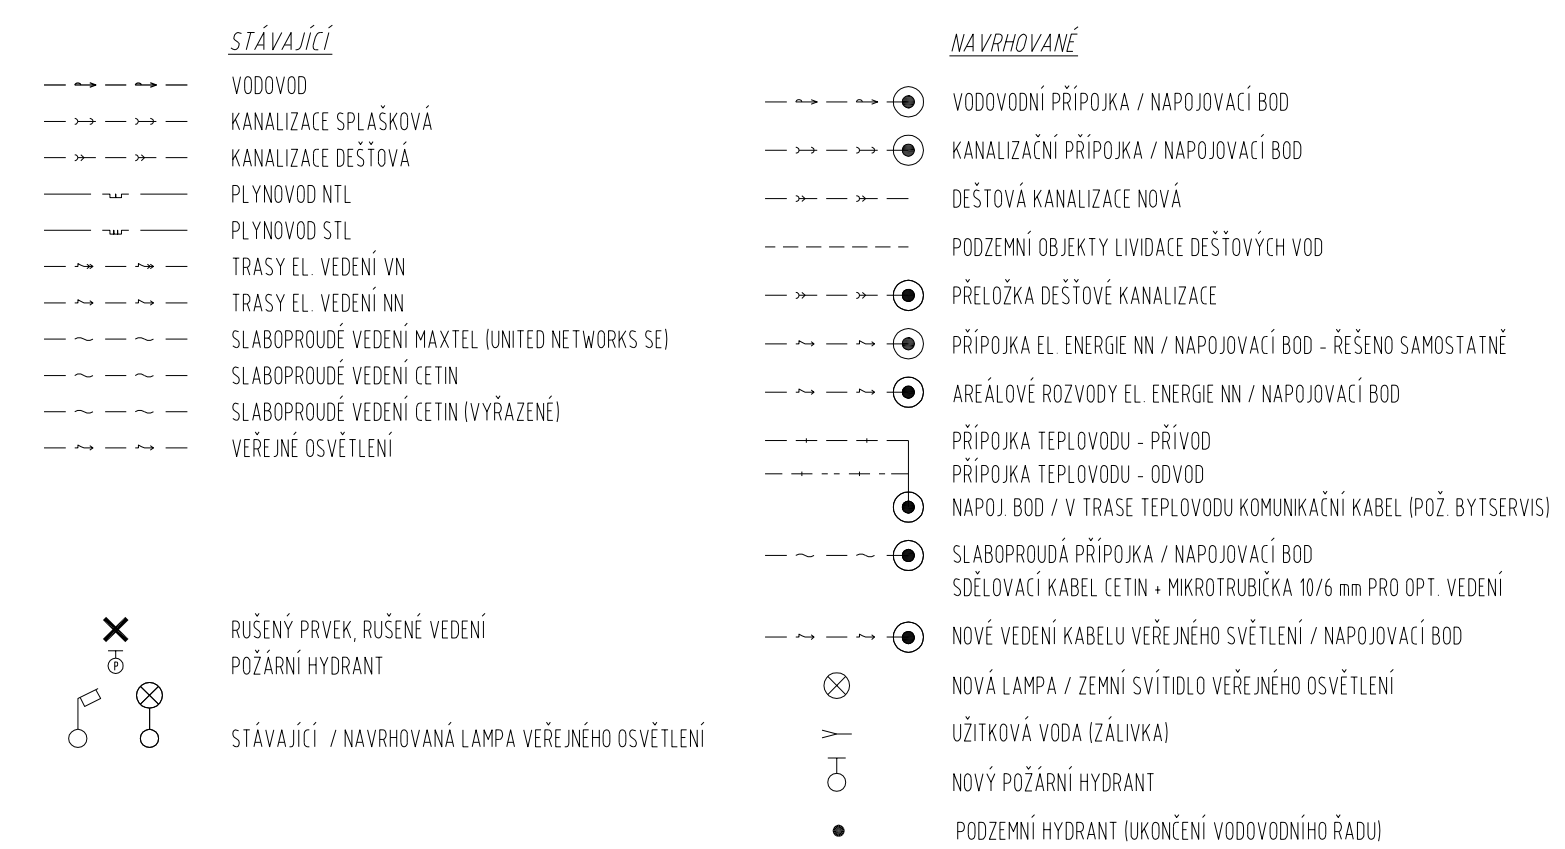 STÁVAJÍCÍ
VODOVOD
KANALIZACE SPLAŠKOVÁ
KANALIZACE DEŠŤOVÁ
PLYNOVOD NTL
PLYNOVOD STL
TRASY EL. VEDENÍ VN
TRASY EL. VEDENÍ NN
SLABOPROUDÉ VEDENÍ MAXTEL (UNITED NETWORKS SE)
SLABOPROUDÉ VEDENÍ CETIN
SLABOPROUDÉ VEDENÍ CETIN (VYŘAZENÉ)
VEŘEJNÉ OSVĚTLENÍ
RUŠENÝ PRVEK, RUŠENÉ VEDENÍ
P
POŽÁRNÍ HYDRANT
STÁVAJÍCÍ / NAVRHOVANÁ LAMPA VEŘEJNÉHO OSVĚTLENÍ
NAVRHOVANÉ
VODOVODNÍ PŘÍPOJKA / NAPOJOVACÍ BOD
KANALIZAČNÍ PŘÍPOJKA / NAPOJOVACÍ BOD
DEŠTOVÁ KANALIZACE NOVÁ
PODZEMNÍ OBJEKTY LIVIDACE DEŠŤOVÝCH VOD
PŘELOŽKA DEŠŤOVÉ KANALIZACE
PŘÍPOJKA EL. ENERGIE NN / NAPOJOVACÍ BOD - ŘEŠENO SAMOSTATNĚ
AREÁLOVÉ ROZVODY EL. ENERGIE NN / NAPOJOVACÍ BOD
PŘÍPOJKA TEPLOVODU - PŘÍVOD
PŘÍPOJKA TEPLOVODU - ODVOD
NAPOJ. BOD / V TRASE TEPLOVODU KOMUNIKAČNÍ KABEL (POŽ. BYTSERVIS)
SLABOPROUDÁ PŘÍPOJKA / NAPOJOVACÍ BOD
SDĚLOVACÍ KABEL CETIN + MIKROTRUBIČKA 10/6 mm PRO OPT. VEDENÍ
NOVÉ VEDENÍ KABELU VEŘEJNÉHO SVĚTLENÍ / NAPOJOVACÍ BOD
NOVÁ LAMPA / ZEMNÍ SVÍTIDLO VEŘEJNÉHO OSVĚTLENÍ
UŽITKOVÁ VODA (ZÁLIVKA)
NOVÝ POŽÁRNÍ HYDRANT
PODZEMNÍ HYDRANT (UKONČENÍ VODOVODNÍHO ŘADU)